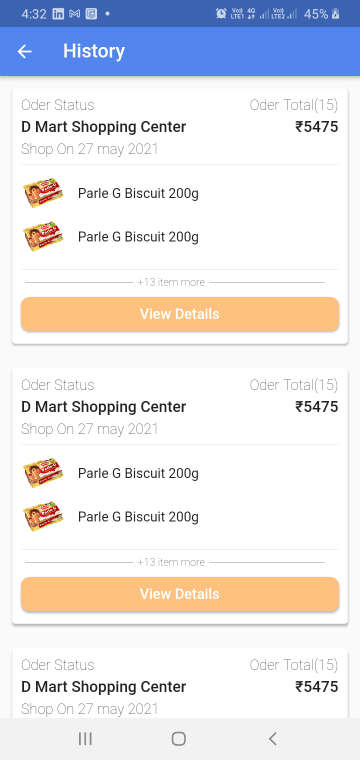 4:32 45%
History
Oder Status Oder Total(15)
D Mart Shopping Center ₹5475
Shop On 27 may 2021
Parle G Biscuit 200g
Parle G Biscuit 200g
+13 item more
View Details
Oder Status Oder Total(15)
D Mart Shopping Center ₹5475
Shop On 27 may 2021
Parle G Biscuit 200g
Parle G Biscuit 200g
+13 item more
View Details
Oder Status Oder Total(15)
D Mart Shopping Center ₹5475
Shop On 27 may 2021